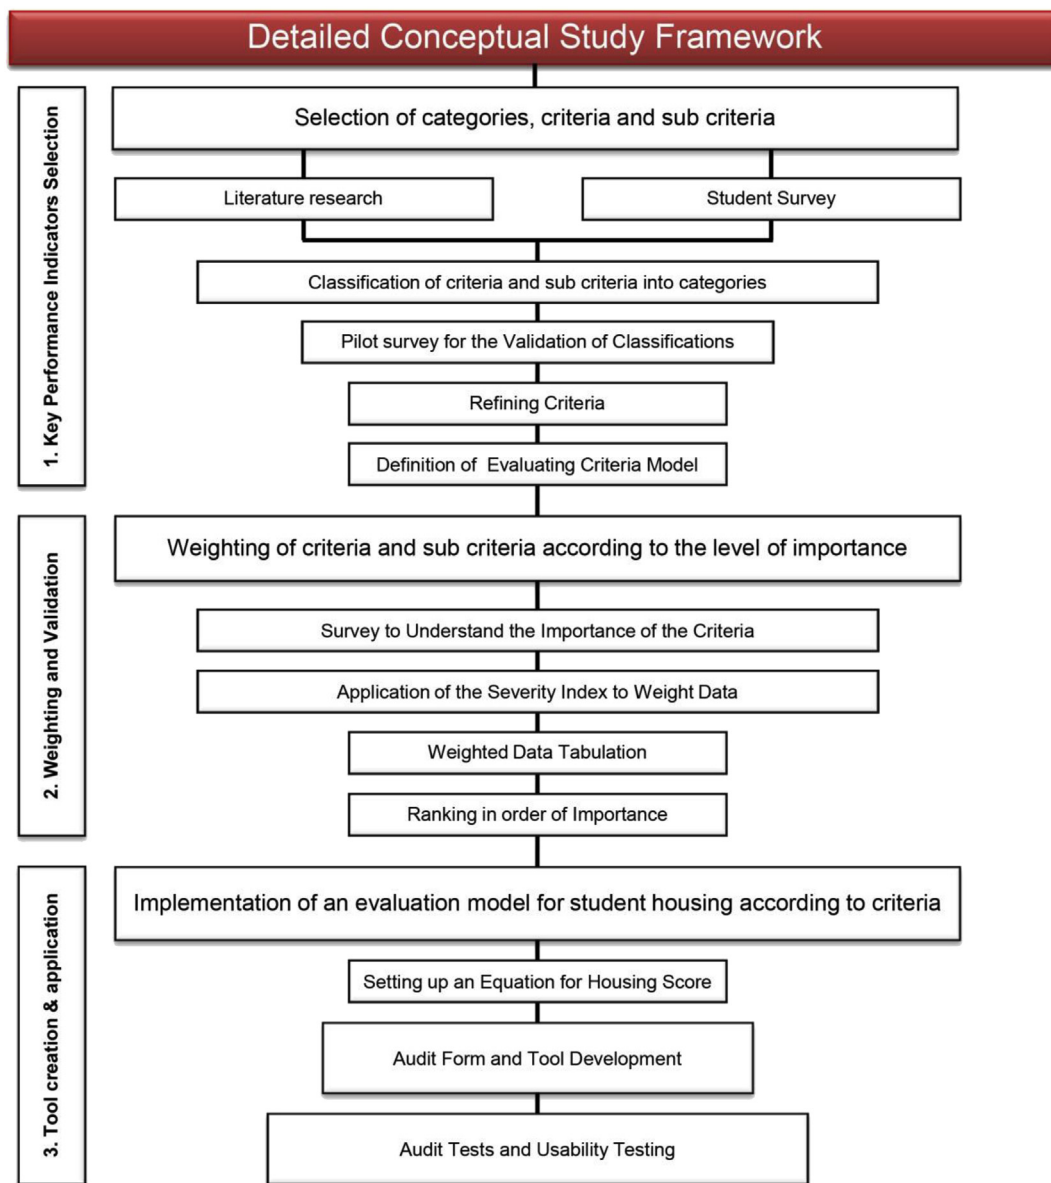 Detailed Conceptual Study Framework
1. Key Performance Indicators Selection
Selection of categories, criteria and sub criteria
Literature research
Student Survey
Classification of criteria and sub criteria into categories
Pilot survey for the Validation of Classifications
Refining Criteria
Definition of Evaluating Criteria Model
2. Weighting and Validation
Weighting of criteria and sub criteria according to the level of importance
Survey to Understand the Importance of the Criteria
Application of the Severity Index to Weight Data
Weighted Data Tabulation
Ranking in order of Importance
3. Tool creation & application
Implementation of an evaluation model for student housing according to criteria
Setting up an Equation for Housing Score
Audit Form and Tool Development
Audit Tests and Usability Testing